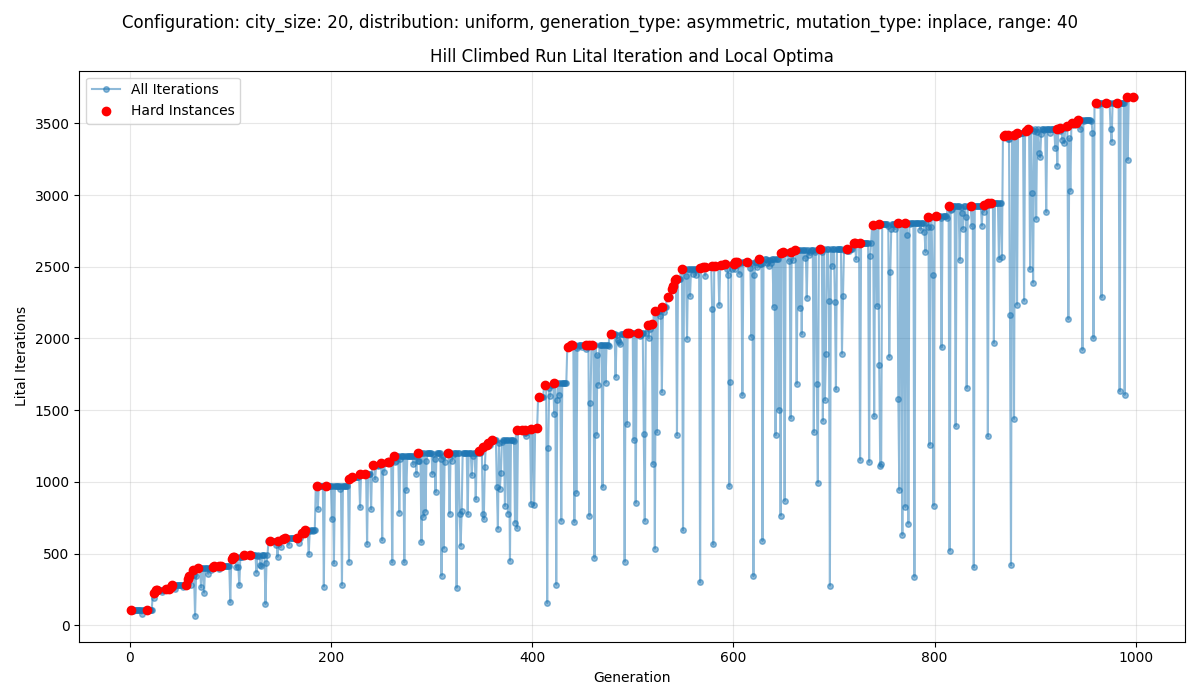 Configuration: city_size: 20, distribution: uniform, generation_type: asymmetric, mutation_type: inplace, range: 40
Hill Climbed Run Lital Iteration and Local Optima
All Iterations
Hard Instances
Lital Iterations
3500
3000
2500
2000
1500
1000
500
0
0 200 400 600 800 1000
Generation